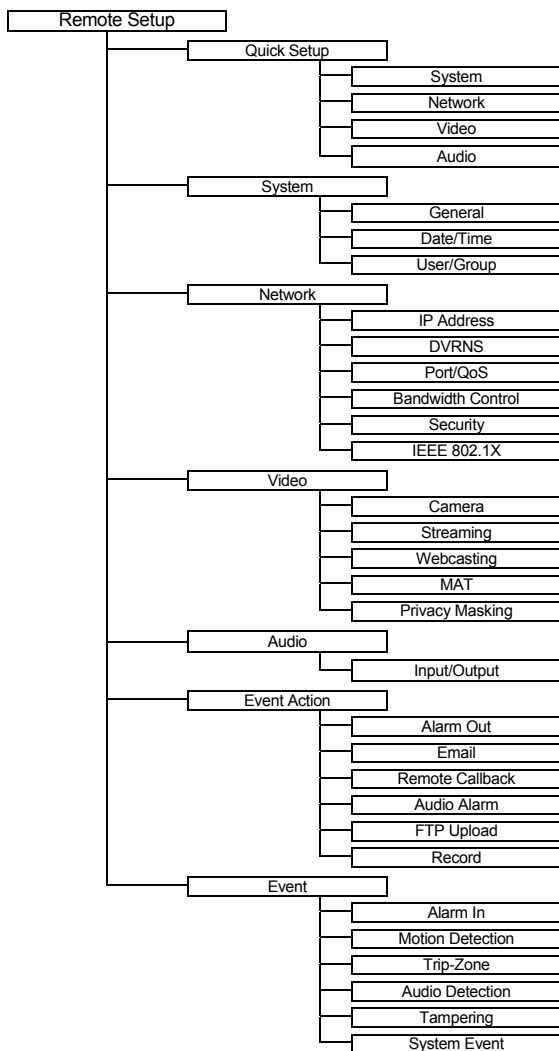 Remote Setup
Quick Setup
System
Network
Video
Audio
System
General
Date/Time
User/Group
Network
IP Address
DVRNS
Port/QoS
Bandwidth Control
Security
IEEE 802.1X
Video
Camera
Streaming
Webcasting
MAT
Privacy Masking
Audio
Input/Output
Event Action
Alarm Out
Email
Remote Callback
Audio Alarm
FTP Upload
Record
Event
Alarm In
Motion Detection
Trip-Zone
Audio Detection
Tampering
System Event